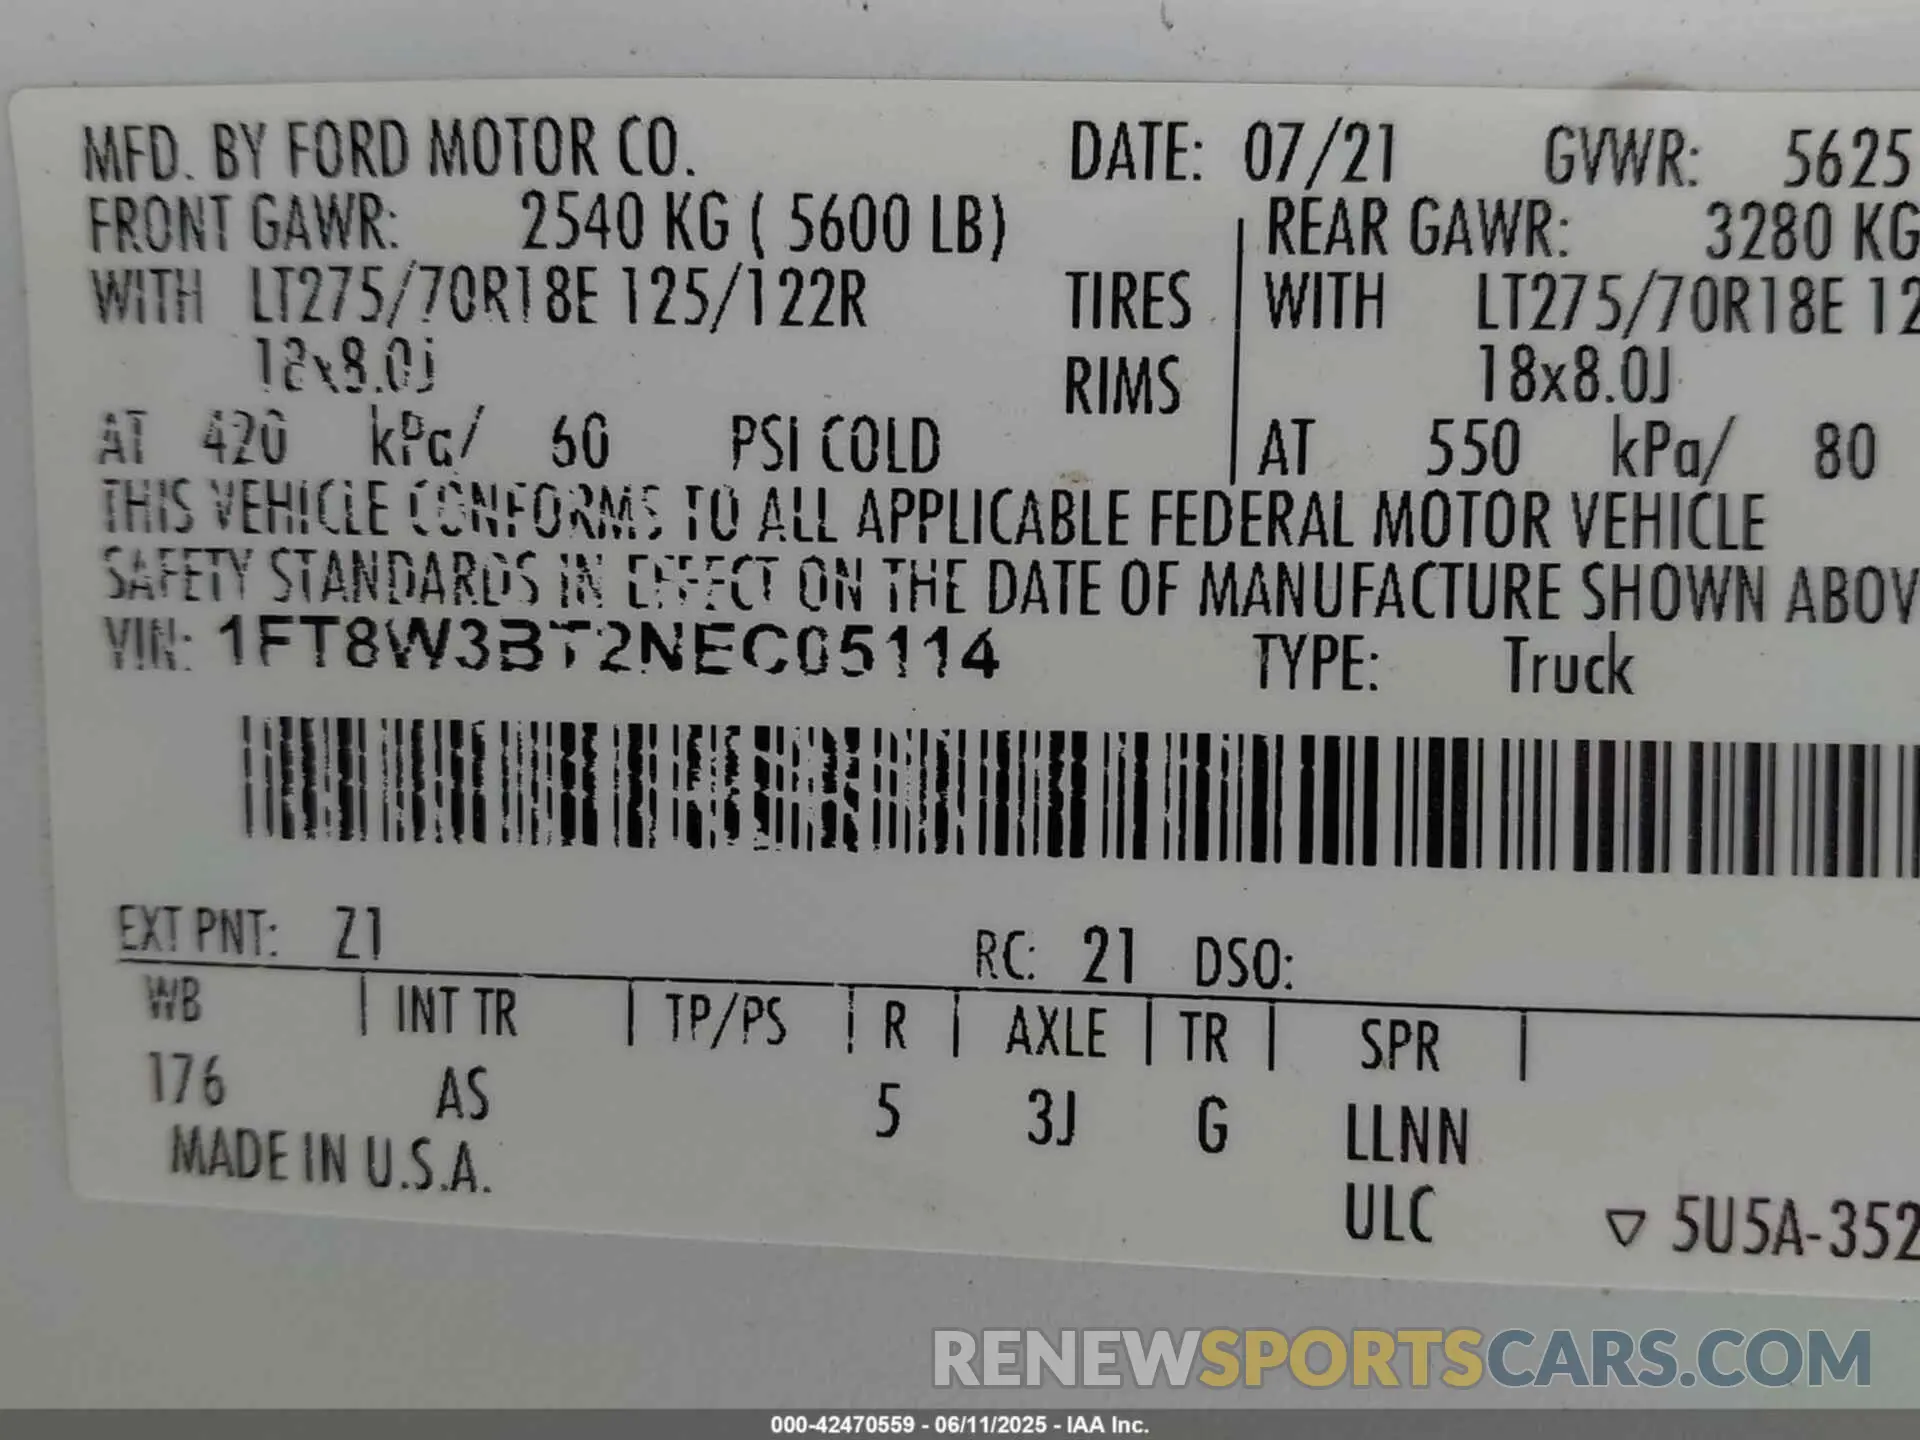 MFD. BY FORD MOTOR CO. DATE: 07/21 GVWR: 5625
FRONT GAWR: 2540 KG ( 5600 LB) REAR GAWR: 3280 KG
WITH LT275/70R18E 125/122R TIRES WITH LT275/70R18E 12
18x8.0J RIMS 18x8.0J
AT 420 kPa/ 60 PSI COLD AT 550 kPa/ 80
THIS VEHICLE CONFORMS TO ALL APPLICABLE FEDERAL MOTOR VEHICLE
SAFETY STANDARDS IN EFFECT ON THE DATE OF MANUFACTURE SHOWN ABOV
VIN: 1FT8W3BT2NEC05114 TYPE: Truck
EXT PNT: Z1 RC: 21 DSO:
WB | INT TR | TP/PS | R | AXLE | TR | SPR |
176 AS 5 3J G LLNN
MADE IN U.S.A. ULC ▽ 5U5A-352
RENEWSPORTSCARS.COM
000-42470559 - 06/11/2025 - IAA Inc.